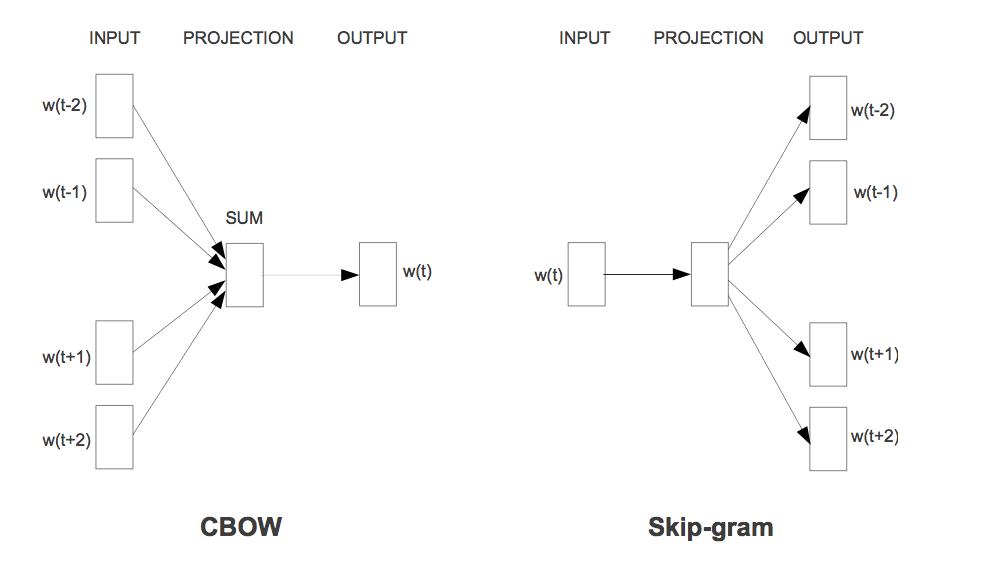 INPUT PROJECTION OUTPUT
w(t-2)
w(t-1)
SUM
w(t)
w(t+1)
w(t+2)
CBOW
INPUT PROJECTION OUTPUT
w(t-2)
w(t-1)
w(t)
w(t+1)
w(t+2)
Skip-gram